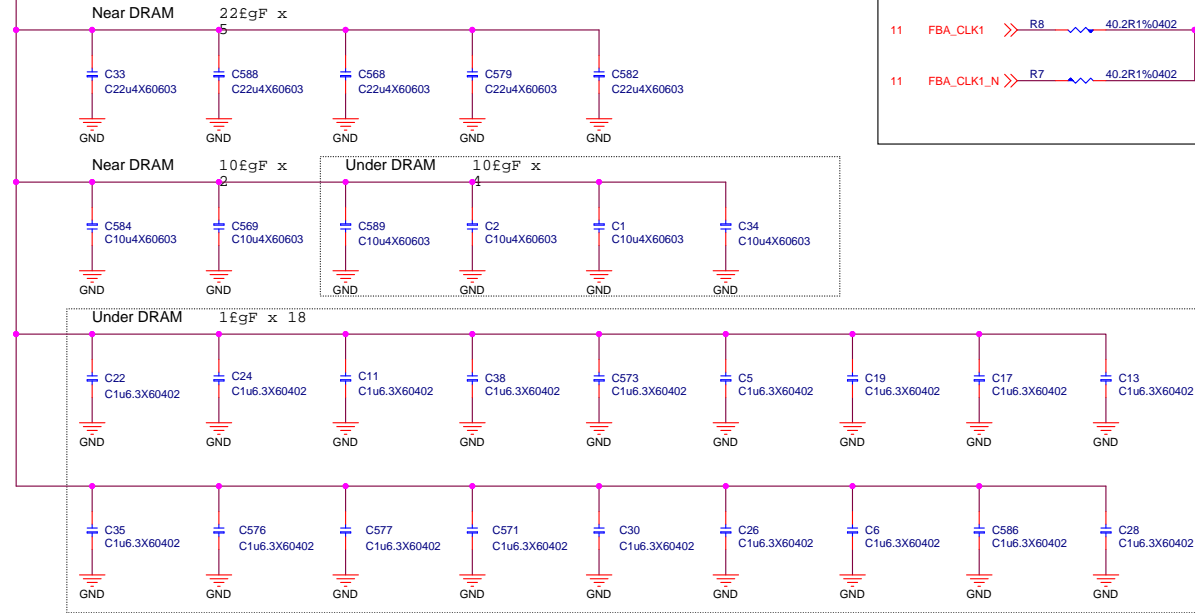 Near DRAM 22£gF x
5
C33 C588 C568 C579 C582
C22u4X60603 C22u4X60603 C22u4X60603 C22u4X60603 C22u4X60603
GND GND GND GND GND
11 FBA_CLK1 R8 40.2R1%0402
11 FBA_CLK1_N R7 40.2R1%0402
Near DRAM 10£gF x Under DRAM 10£gF x
2 4
C584 C569 C589 C2 C1 C34
C10u4X60603 C10u4X60603 C10u4X60603 C10u4X60603 C10u4X60603 C10u4X60603
GND GND GND GND GND GND
Under DRAM 1£gF x 18
C22 C24 C11 C38 C573 C5 C19 C17 C13
C1u6.3X60402 C1u6.3X60402 C1u6.3X60402 C1u6.3X60402 C1u6.3X60402 C1u6.3X60402 C1u6.3X60402 C1u6.3X60402 C1u6.3X60402
GND GND GND GND GND GND GND GND GND
C35 C576 C577 C571 C30 C26 C6 C586 C28
C1u6.3X60402 C1u6.3X60402 C1u6.3X60402 C1u6.3X60402 C1u6.3X60402 C1u6.3X60402 C1u6.3X60402 C1u6.3X60402 C1u6.3X60402
GND GND GND GND GND GND GND GND GND